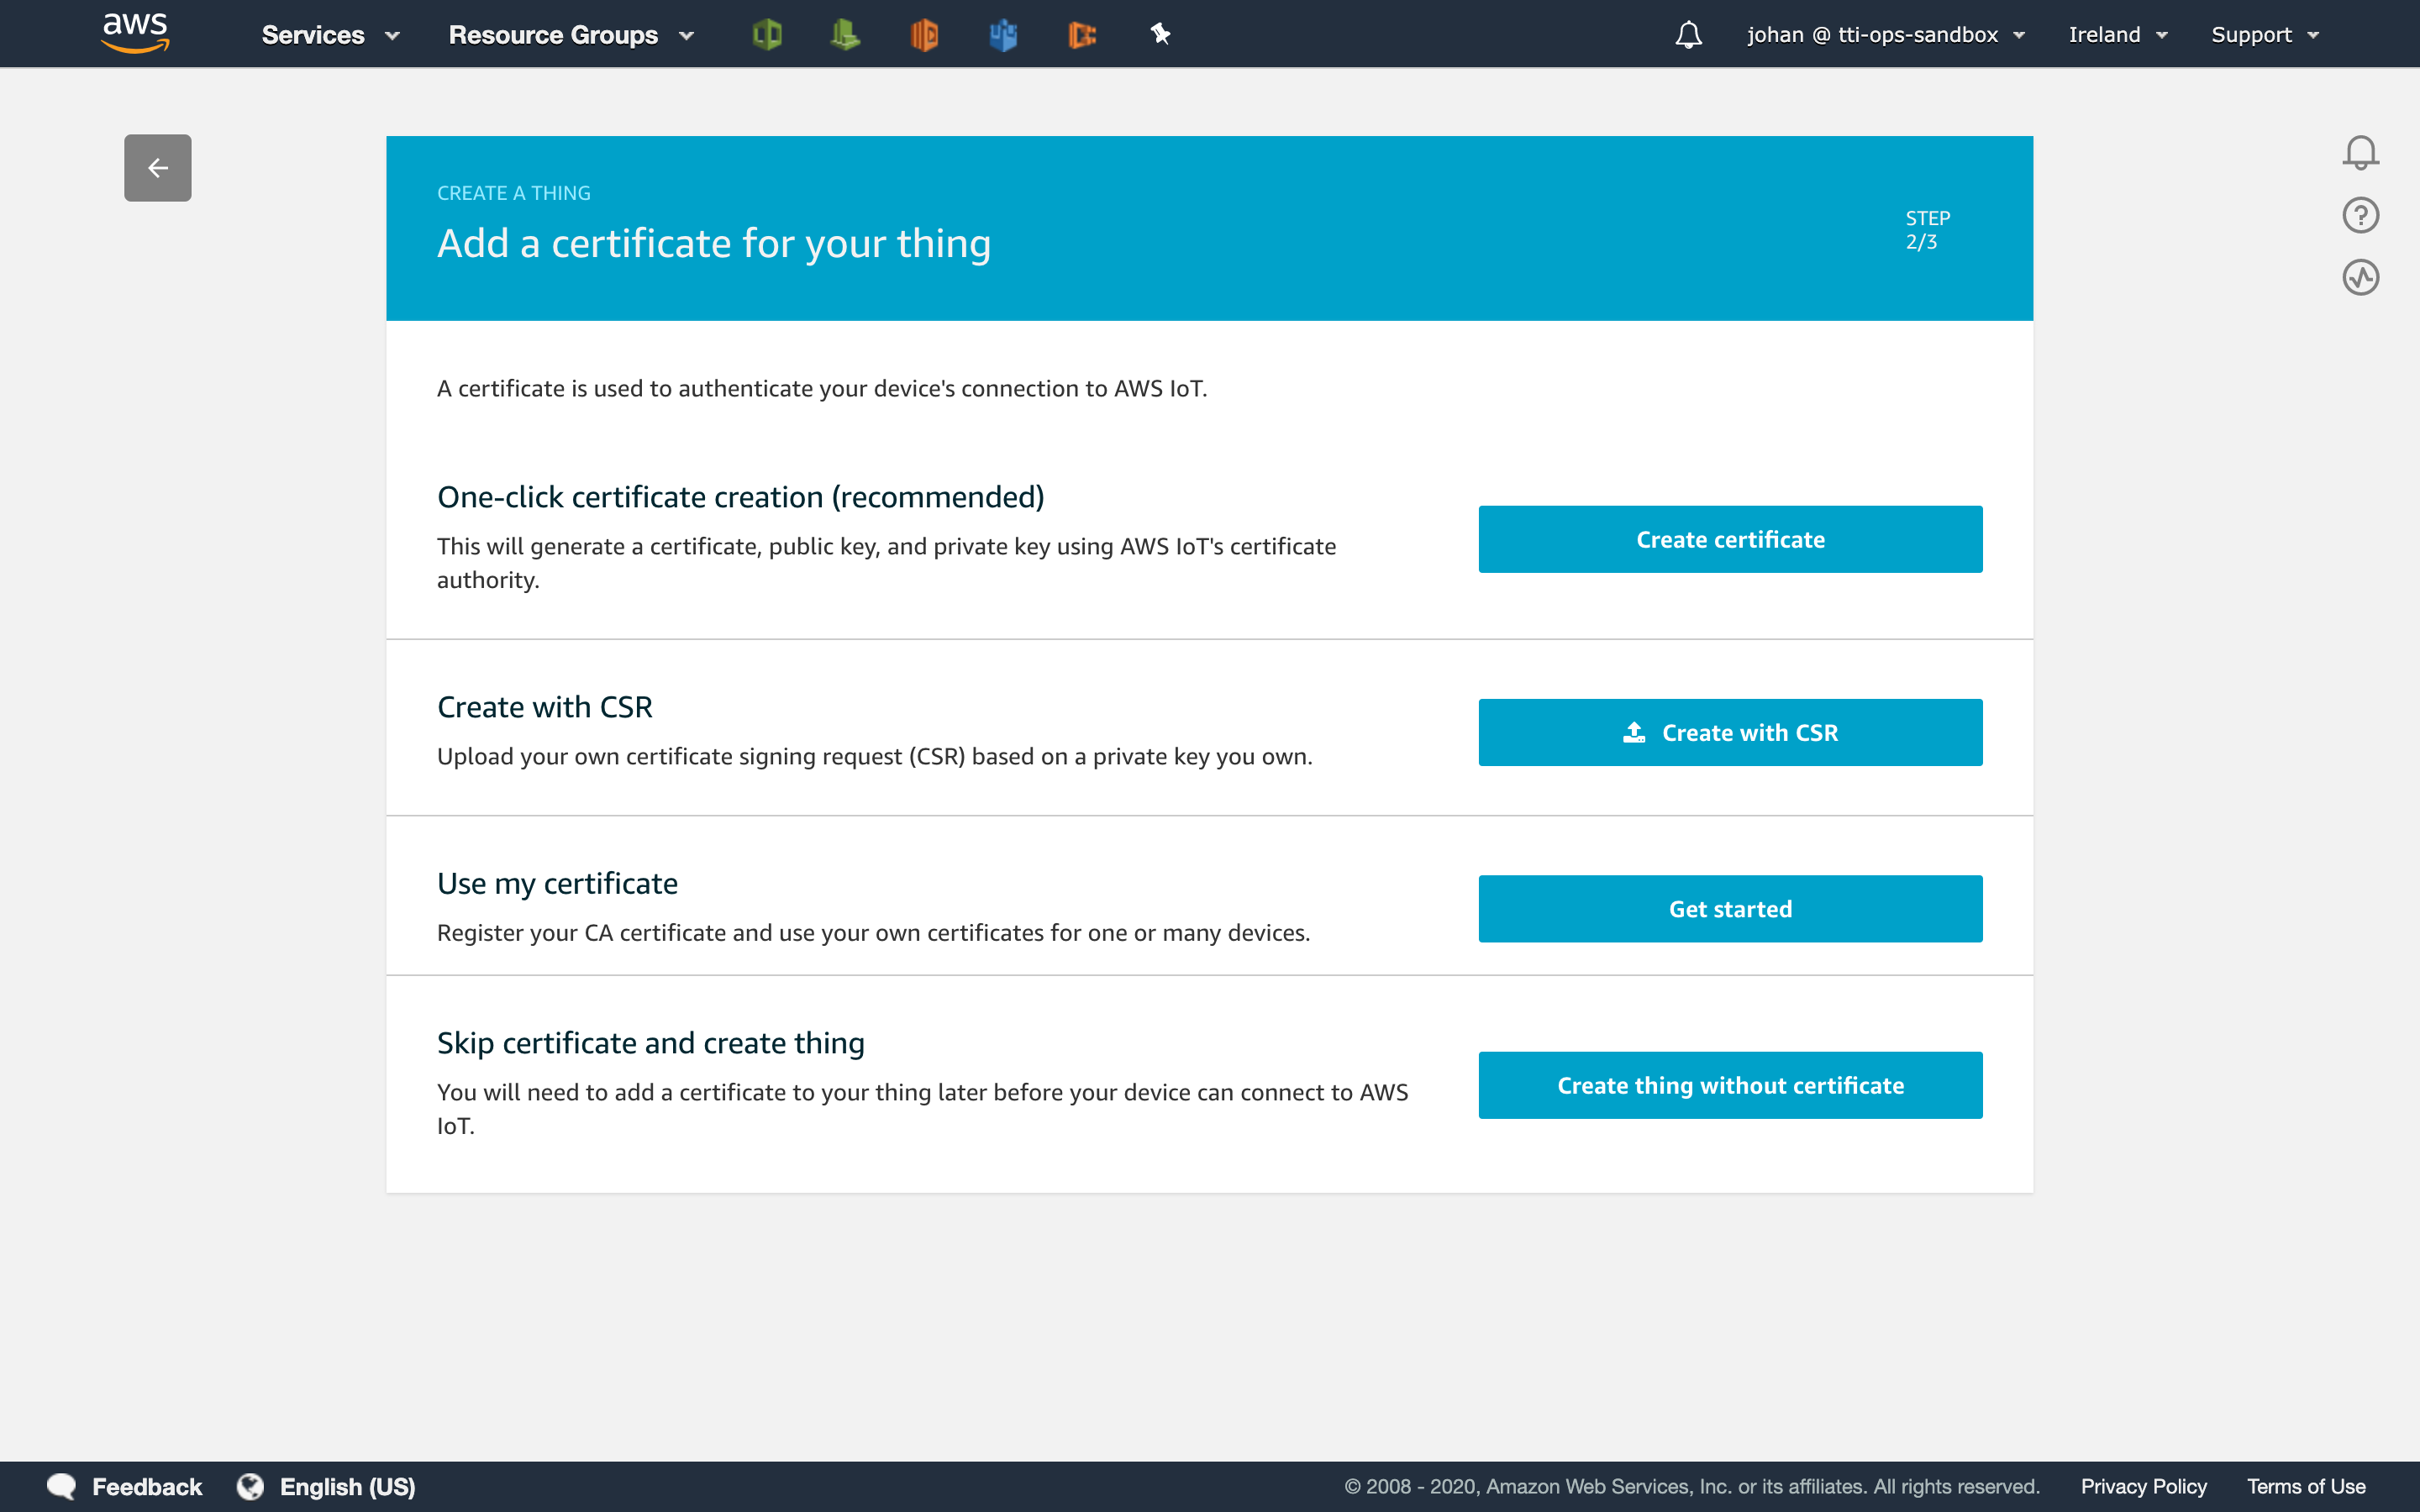 aws
Services
Resource Groups
johan @ tti-ops-sandbox
Ireland
Support
CREATE A THING
Add a certificate for your thing
STEP
2/3
A certificate is used to authenticate your device's connection to AWS IoT.
One-click certificate creation (recommended)
This will generate a certificate, public key, and private key using AWS IoT's certificate
authority.
Create certificate
Create with CSR
Upload your own certificate signing request (CSR) based on a private key you own.
Create with CSR
Use my certificate
Register your CA certificate and use your own certificates for one or many devices.
Get started
Skip certificate and create thing
You will need to add a certificate to your thing later before your device can connect to AWS
IoT.
Create thing without certificate
Feedback
English (US)
© 2008 - 2020, Amazon Web Services, Inc. or its affiliates. All rights reserved.
Privacy Policy
Terms of Use